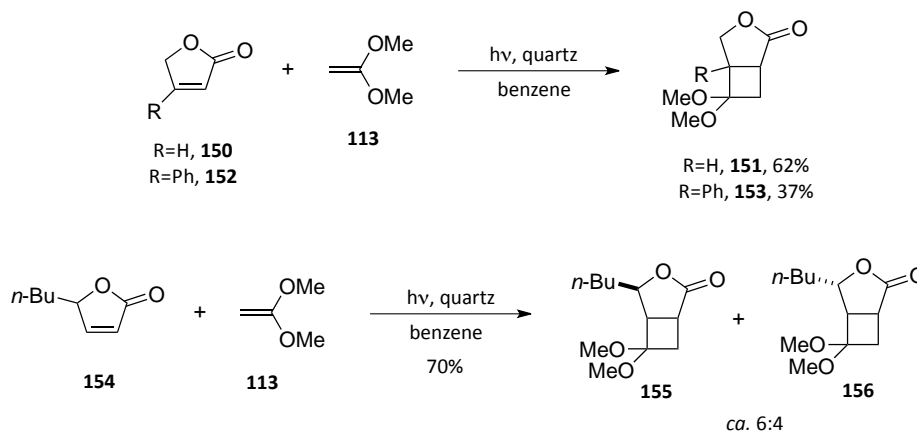 O
O
R
+
OMe
OMe
113
hν, quartz
benzene
O
O
R
MeO
O
Me
R=H, 150
R=Ph, 152
R=H, 151, 62%
R=Ph, 153, 37%
n-Bu
O
O
154
+
OMe
OMe
113
hν, quartz
benzene
70%
n-Bu
O
O
MeO
MeO
155
+
n-Bu
O
O
MeO
MeO
156
ca. 6:4